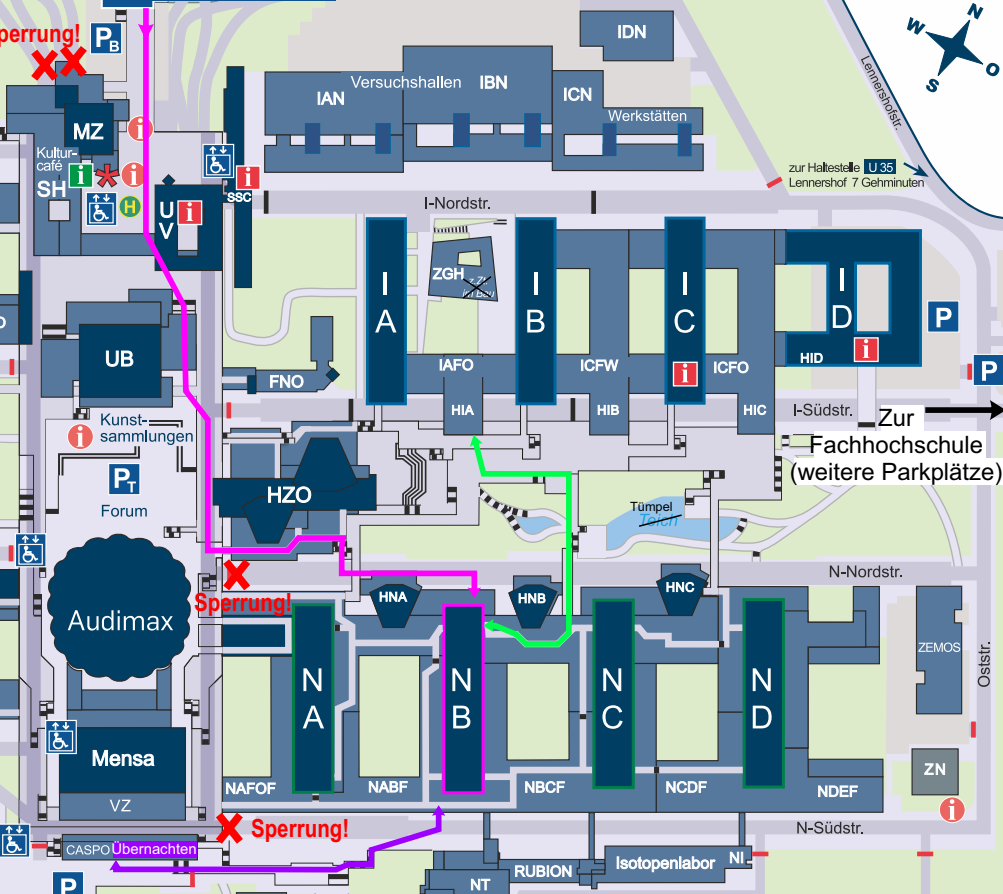 Sperrung!
P B
IDN
N
W
O
S
IAN
Versuchshallen
IBN
ICN
Werkstätten
Lennershofstr.
MZ
i
Kultur-
café
i
i
SH
H
U
V
i
i
SSC
zur Haltestelle U 35
Lennershof 7 Gehminuten
I-Nordstr.
ZGH
z.Zt.
im Bau
I
A
I
B
I
C
I
D
UB
IAFO
ICFW
i
ICFO
HID
i
P
P
FNO
HIA
HIB
HIC
I-Südstr.
Zur
Fachhochschule
(weitere Parkplätze)
i
Kunst-
sammlungen
P T
Forum
HZO
Tümpel
Teich
N-Nordstr.
Sperrung!
HNA
HNB
HNC
Audimax
ZEMOS
Oststr.
N
A
N
B
N
C
N
D
Mensa
VZ
NAFOF
NABF
NBCF
NCDF
NDEF
ZN
i
Sperrung!
N-Südstr.
CASPO Übernachten
P
NT
RUBION
Isotopenlabor
NI